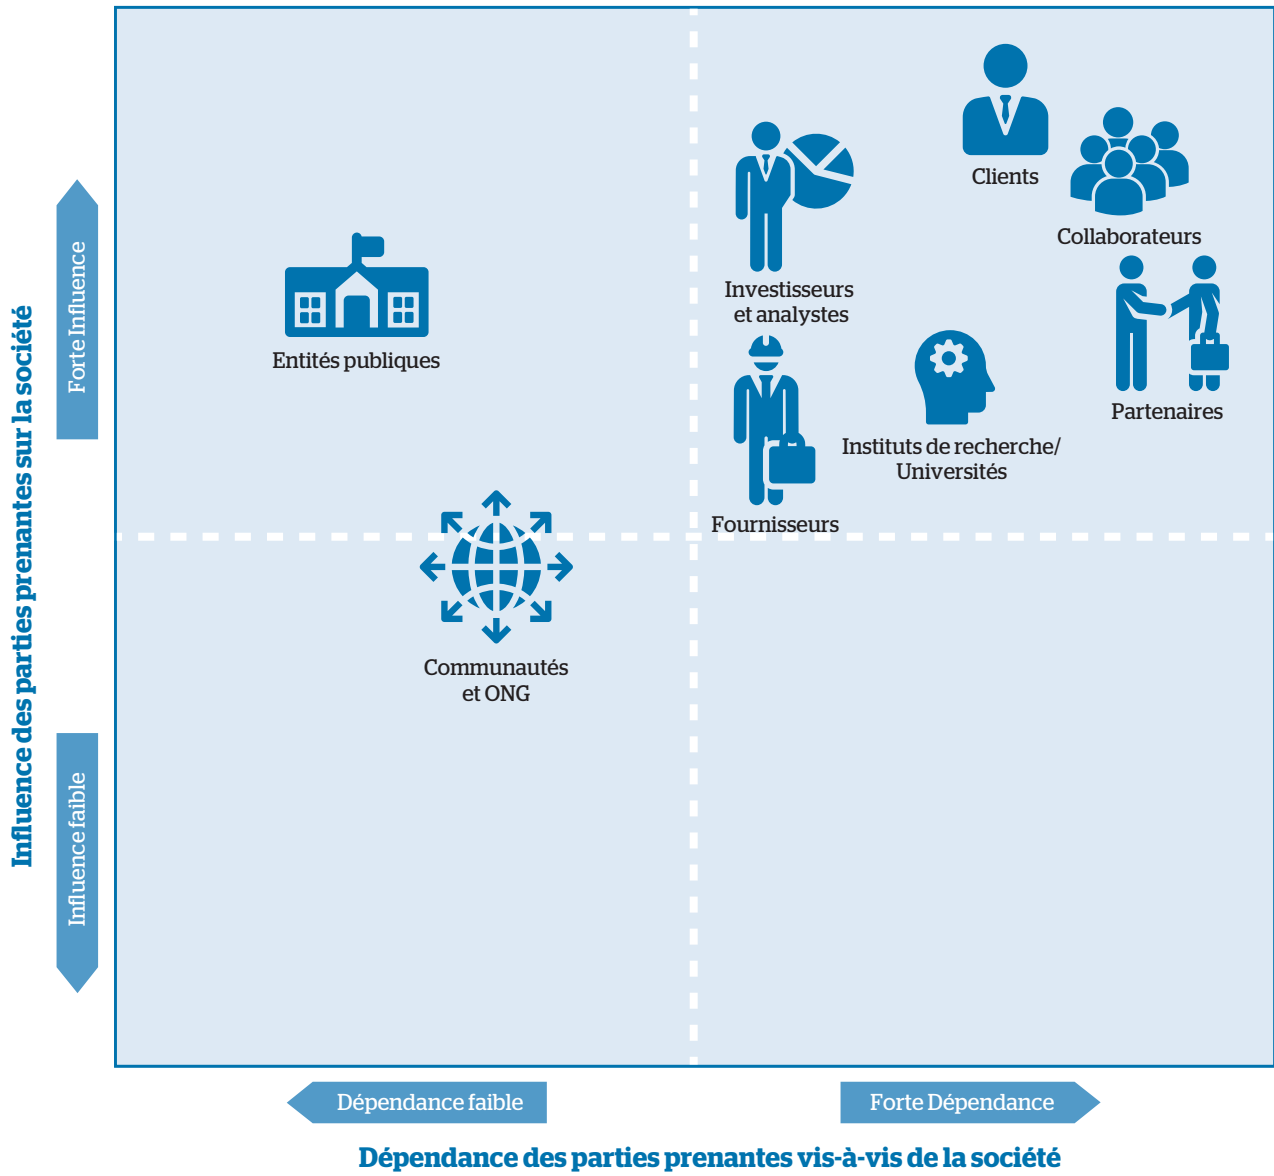 Influence des parties prenantes sur la société
Forte Influence
Influence faible
Clients
Collaborateurs
Investisseurs
et analystes
Entités publiques
Partenaires
Instituts de recherche/
Universités
Fournisseurs
Communautés
et ONG
Dépendance faible
Forte Dépendance
Dépendance des parties prenantes vis-à-vis de la société